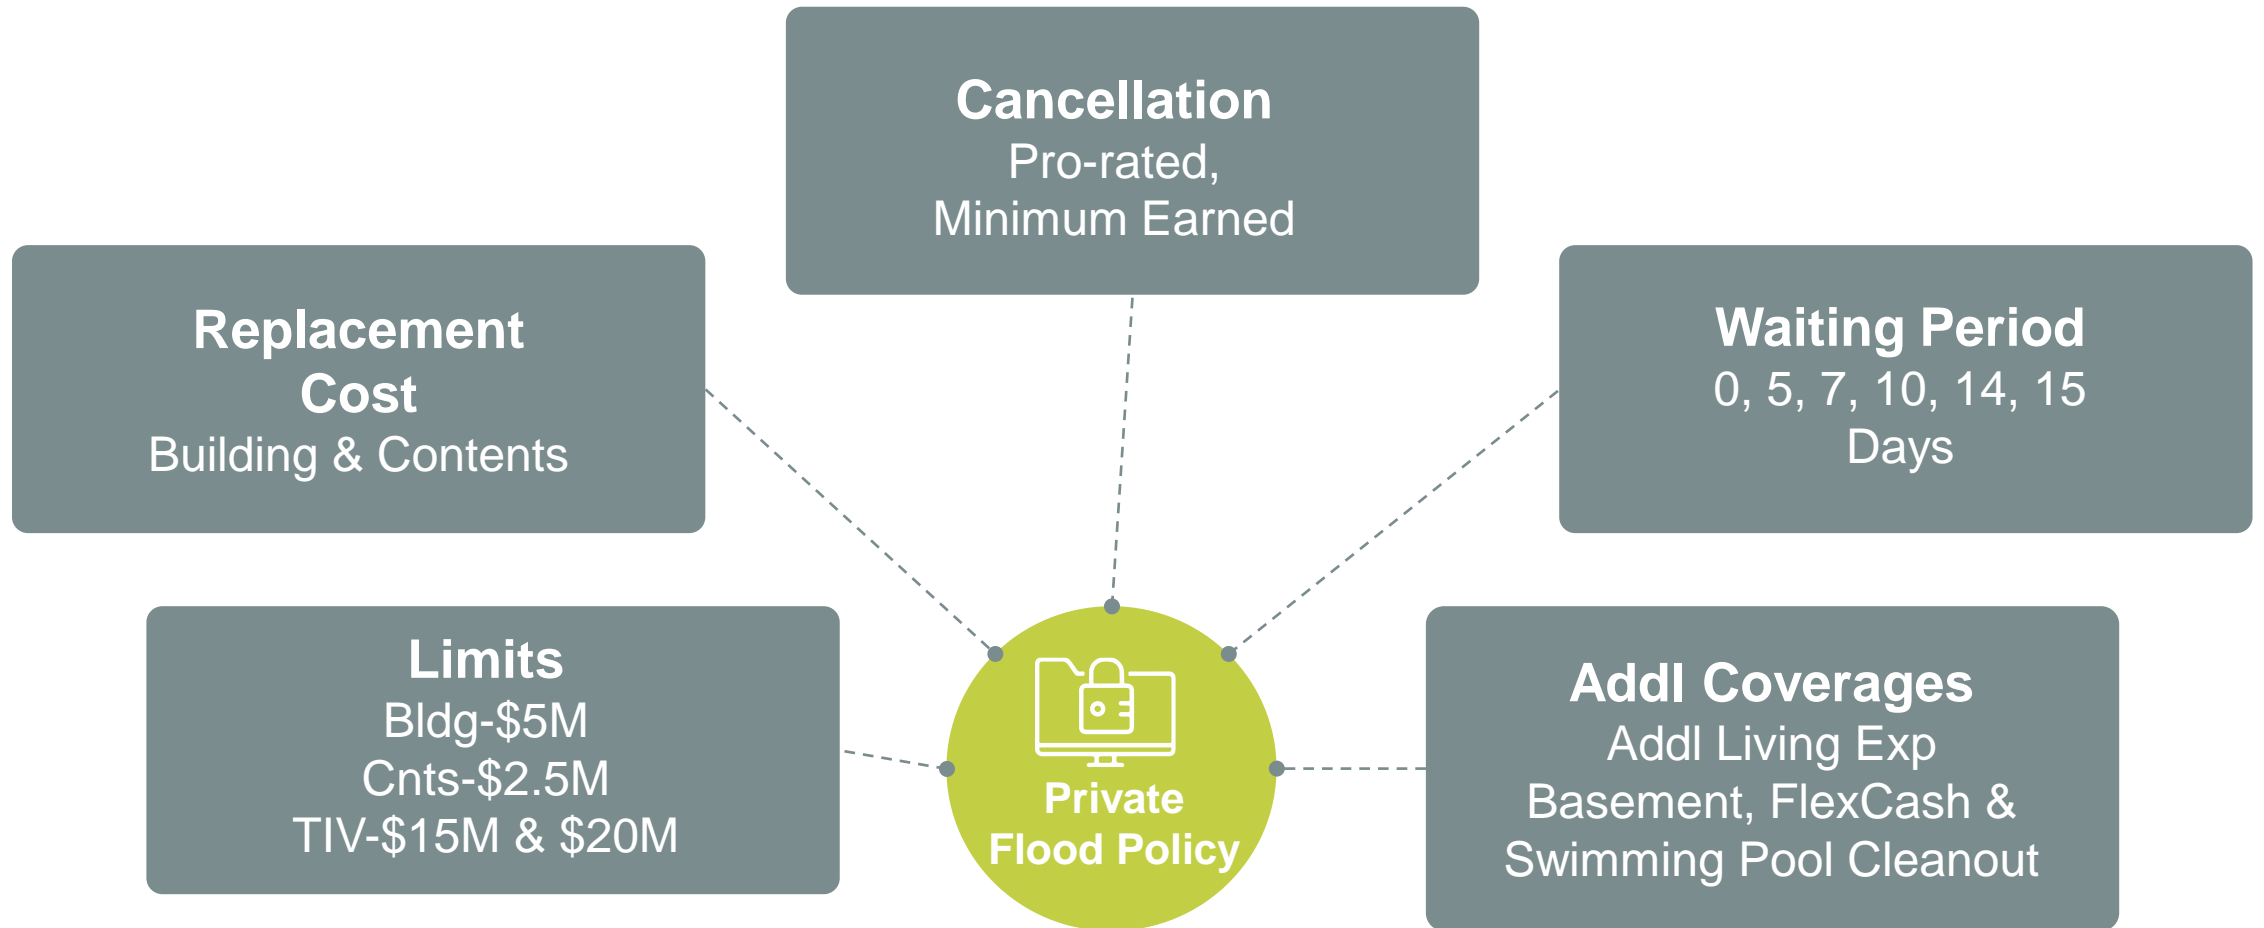 Cancellation
Pro-rated,
Minimum Earned
Replacement
Cost
Building & Contents
Waiting Period
0, 5, 7, 10, 14, 15
Days
Limits
Bldg-$5M
Cnts-$2.5M
TIV-$15M & $20M
Private
Flood Policy
Addl Coverages
Addl Living Exp
Basement, FlexCash &
Swimming Pool Cleanout